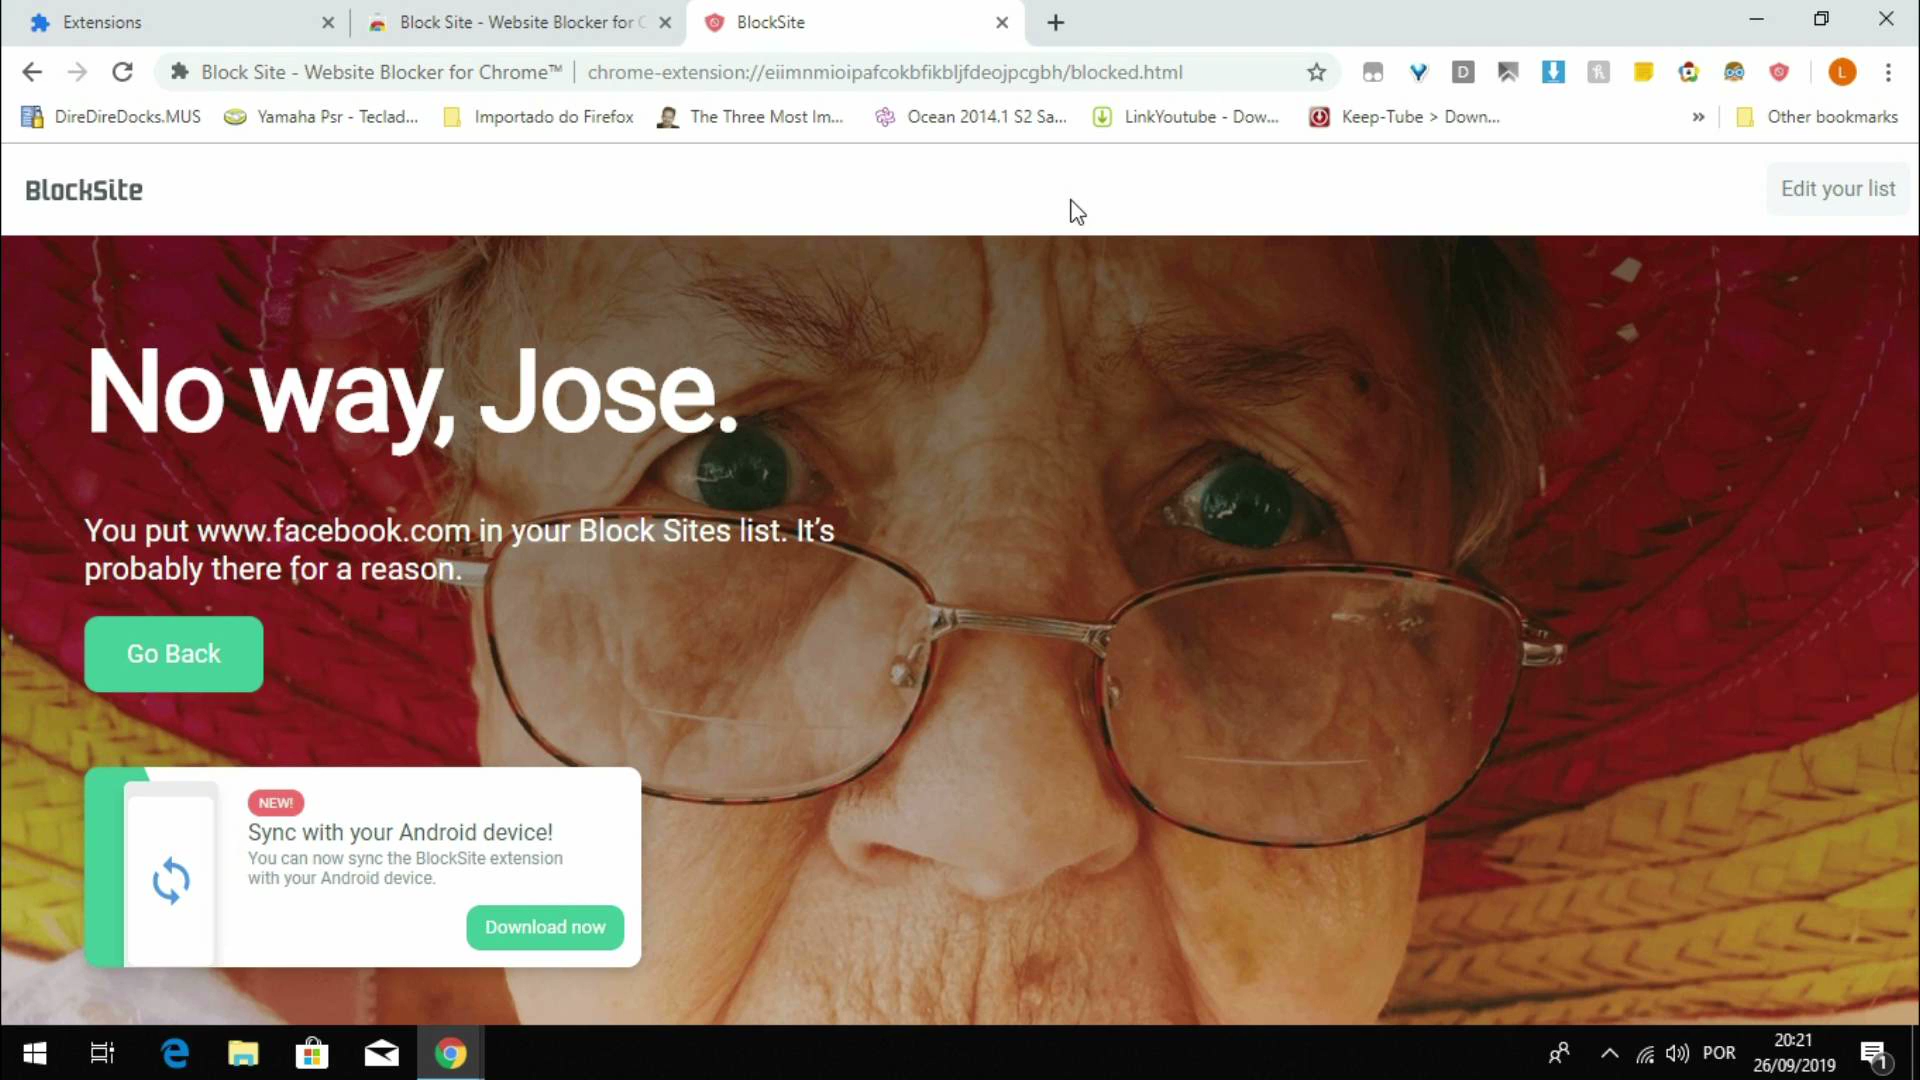 Extensions
Block Site - Website Blocker for C
BlockSite
Block Site - Website Blocker for Chrome™
chrome-extension://eiimnmioipafcokbfikbljfdeojpcgbh/blocked.html
D
L
DireDireDocks.MUS
Yamaha Psr - Teclad...
Importado do Firefox
The Three Most Im...
Ocean 2014.1 S2 Sa...
LinkYoutube - Dow...
Keep-Tube > Down...
»
Other bookmarks
BlockSite
Edit your list
No way, Jose.
You put www.facebook.com in your Block Sites list. It’s
probably there for a reason.
Go Back
NEW!
Sync with your Android device!
You can now sync the BlockSite extension
with your Android device.
Download now
POR
20:21
26/09/2019
1